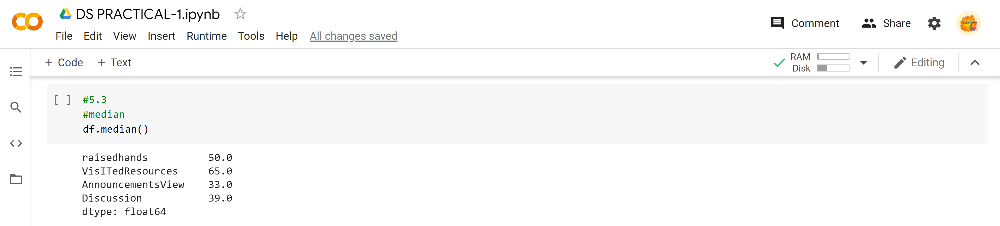 DS PRACTICAL-1.ipynb
File Edit View Insert Runtime Tools Help All changes saved
Comment Share
+ Code + Text
RAM
Disk
Editing
[ ] #5.3
#median
df.median()
raisedhands 50.0
VisITedResources 65.0
AnnouncementsView 33.0
Discussion 39.0
dtype: float64